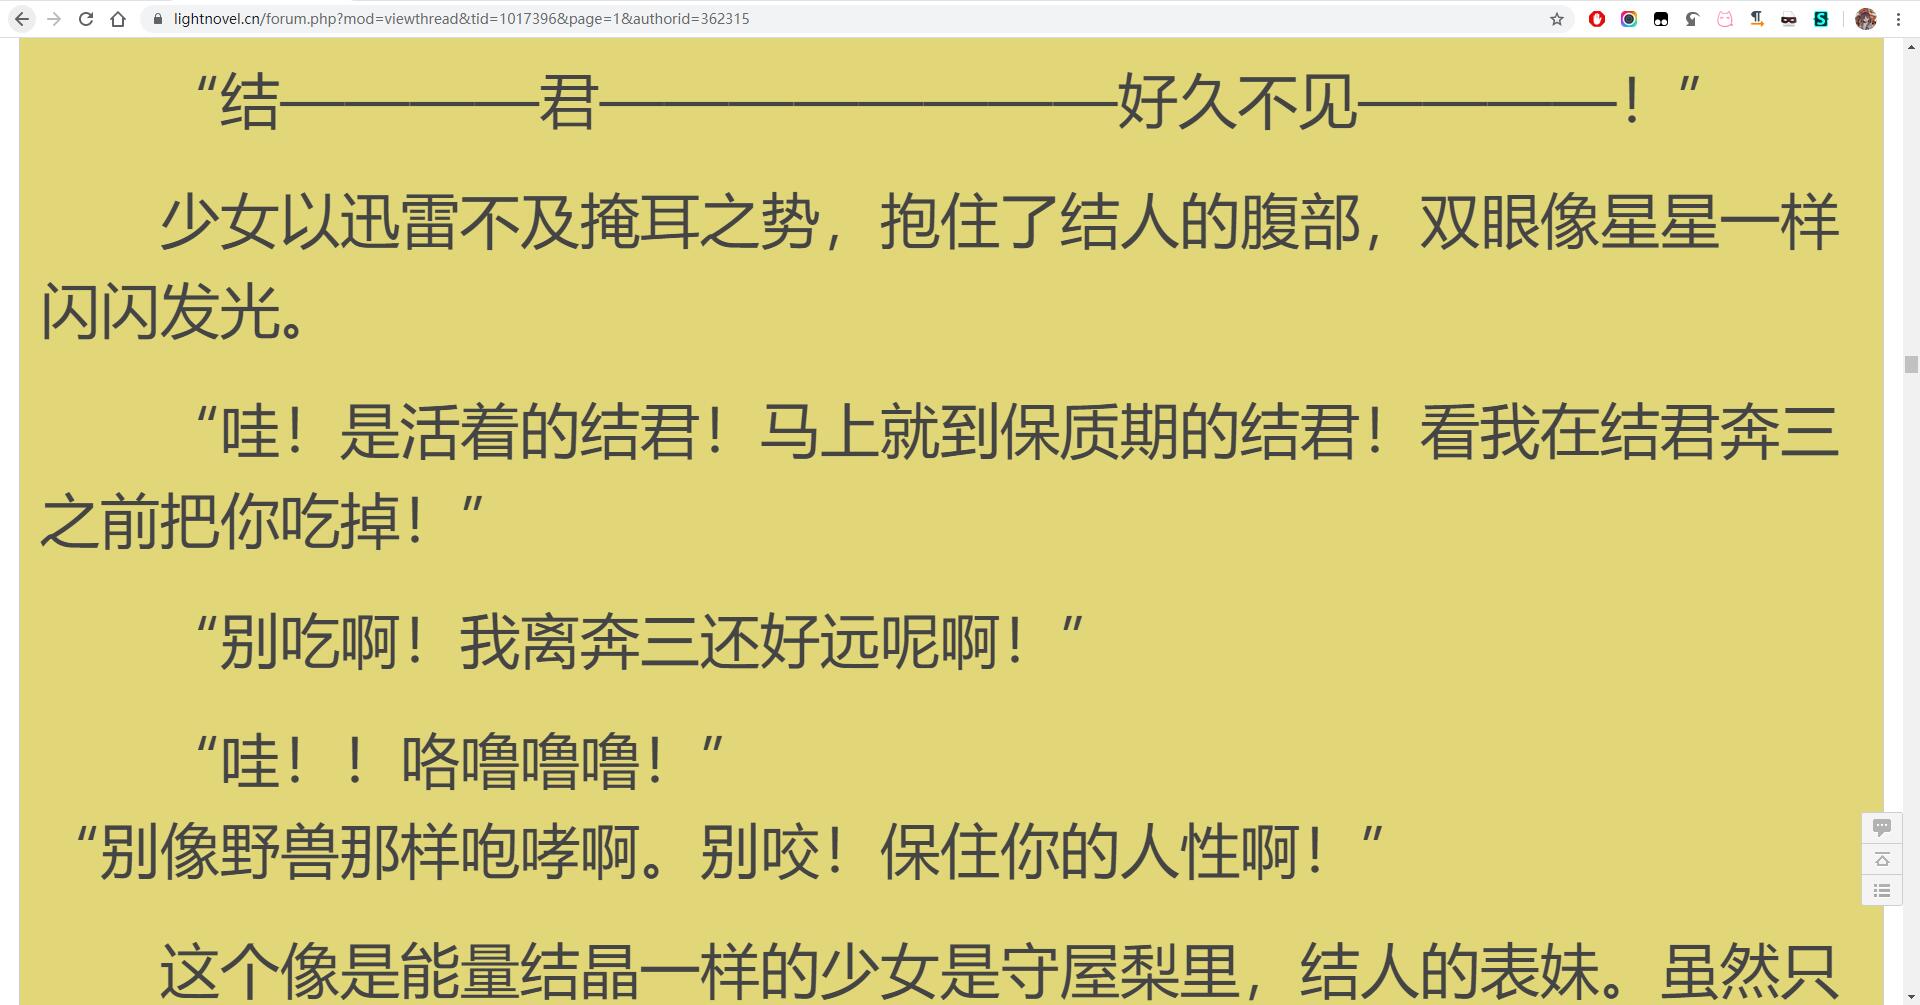 lightnovel.cn/forum.php?mod=viewthread&tid=1017396&page=1&authorid=362315
“结————君————————好久不见————！”
少女以迅雷不及掩耳之势，抱住了结人的腹部，双眼像星星一样
闪闪发光。
“哇！是活着的结君！马上就到保质期的结君！看我在结君奔三
之前把你吃掉！”
“别吃啊！我离奔三还好远呢啊！”
“哇！！咯噜噜噜！”
“别像野兽那样咆哮啊。别咬！保住你的人性啊！”
这个像是能量结晶一样的少女是守屋梨里，结人的表妹。虽然只